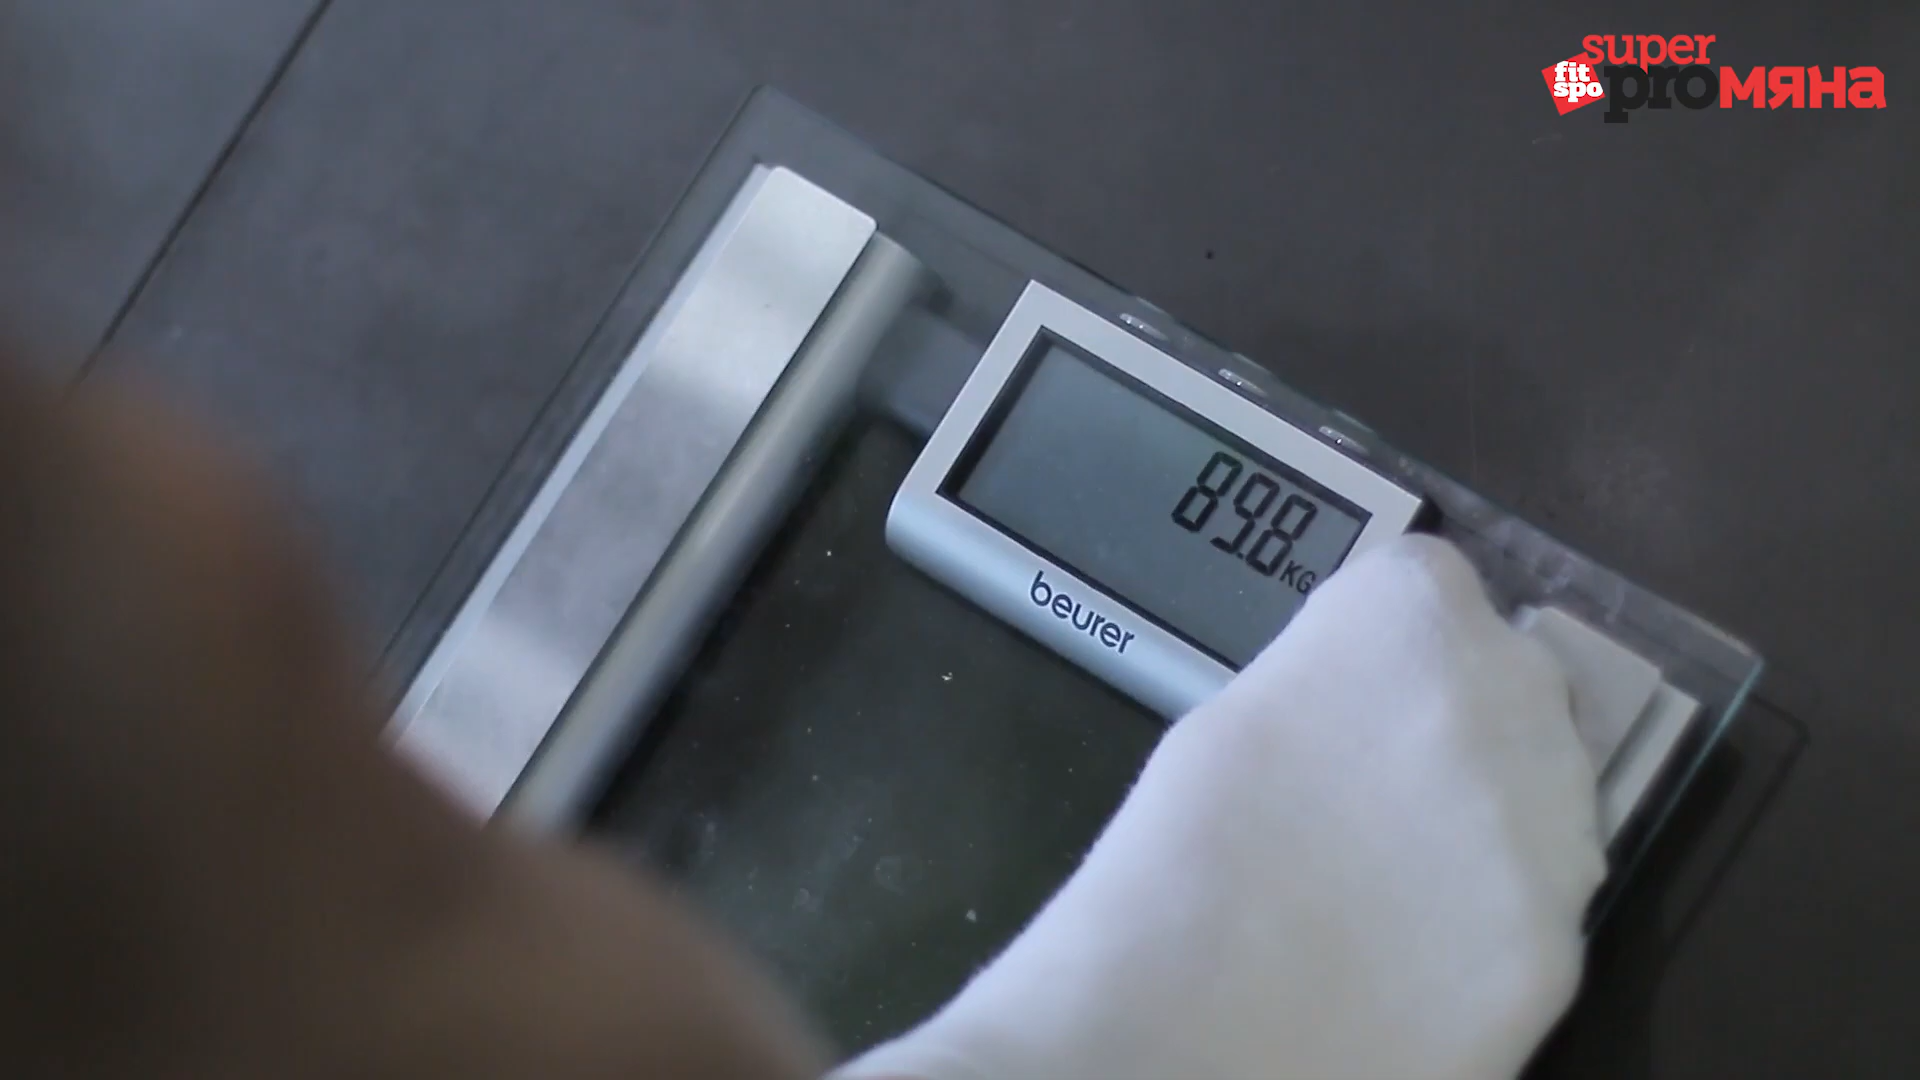 super
fit
spo
proмяна
89.8 KG
beurer